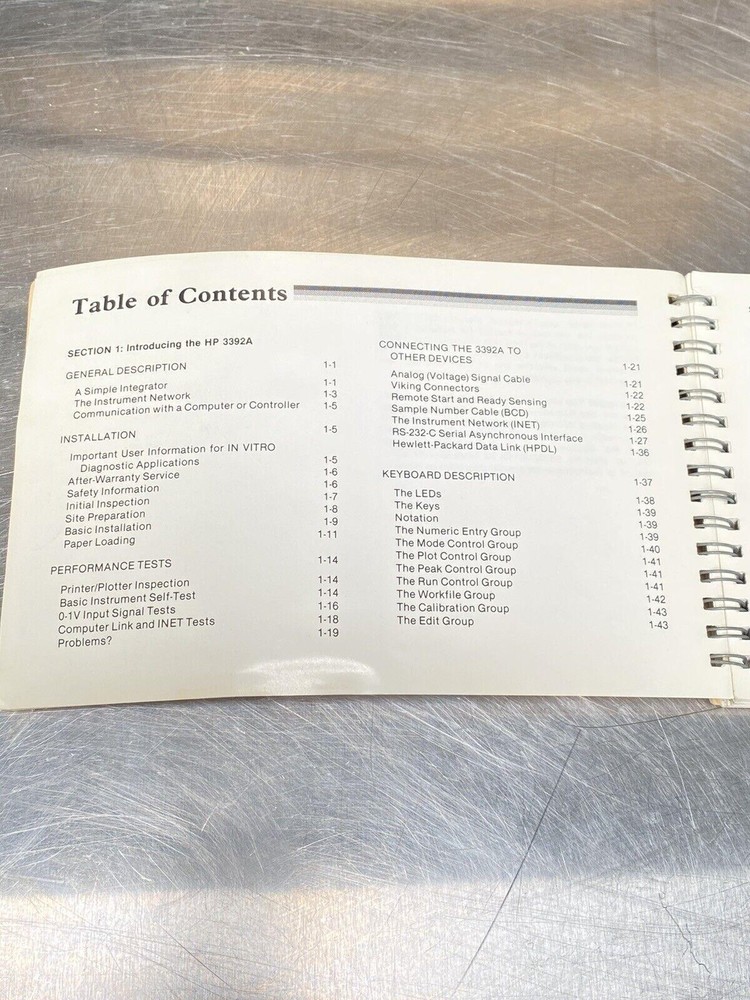 Table of Contents
SECTION 1: Introducing the HP 3392A
GENERAL DESCRIPTION 1-1
A Simple Integrator 1-1
The Instrument Network 1-3
Communication with a Computer or Controller 1-5
INSTALLATION 1-5
Important User Information for IN VITRO
Diagnostic Applications 1-5
After-Warranty Service 1-6
Safety Information 1-6
Initial Inspection 1-7
Site Preparation 1-8
Basic Installation 1-9
Paper Loading 1-11
PERFORMANCE TESTS 1-14
Printer/Plotter Inspection 1-14
Basic Instrument Self-Test 1-14
0-1V Input Signal Tests 1-16
Computer Link and INET Tests 1-18
Problems? 1-19
CONNECTING THE 3392A TO
OTHER DEVICES 1-21
Analog (Voltage) Signal Cable 1-21
Viking Connectors 1-22
Remote Start and Ready Sensing 1-22
Sample Number Cable (BCD) 1-25
The Instrument Network (INET) 1-26
RS-232-C Serial Asynchronous Interface 1-27
Hewlett-Packard Data Link (HPDL) 1-36
KEYBOARD DESCRIPTION 1-37
The LEDs 1-38
The Keys 1-39
Notation 1-39
The Numeric Entry Group 1-39
The Mode Control Group 1-40
The Plot Control Group 1-41
The Peak Control Group 1-41
The Run Control Group 1-41
The Workfile Group 1-42
The Calibration Group 1-43
The Edit Group 1-43